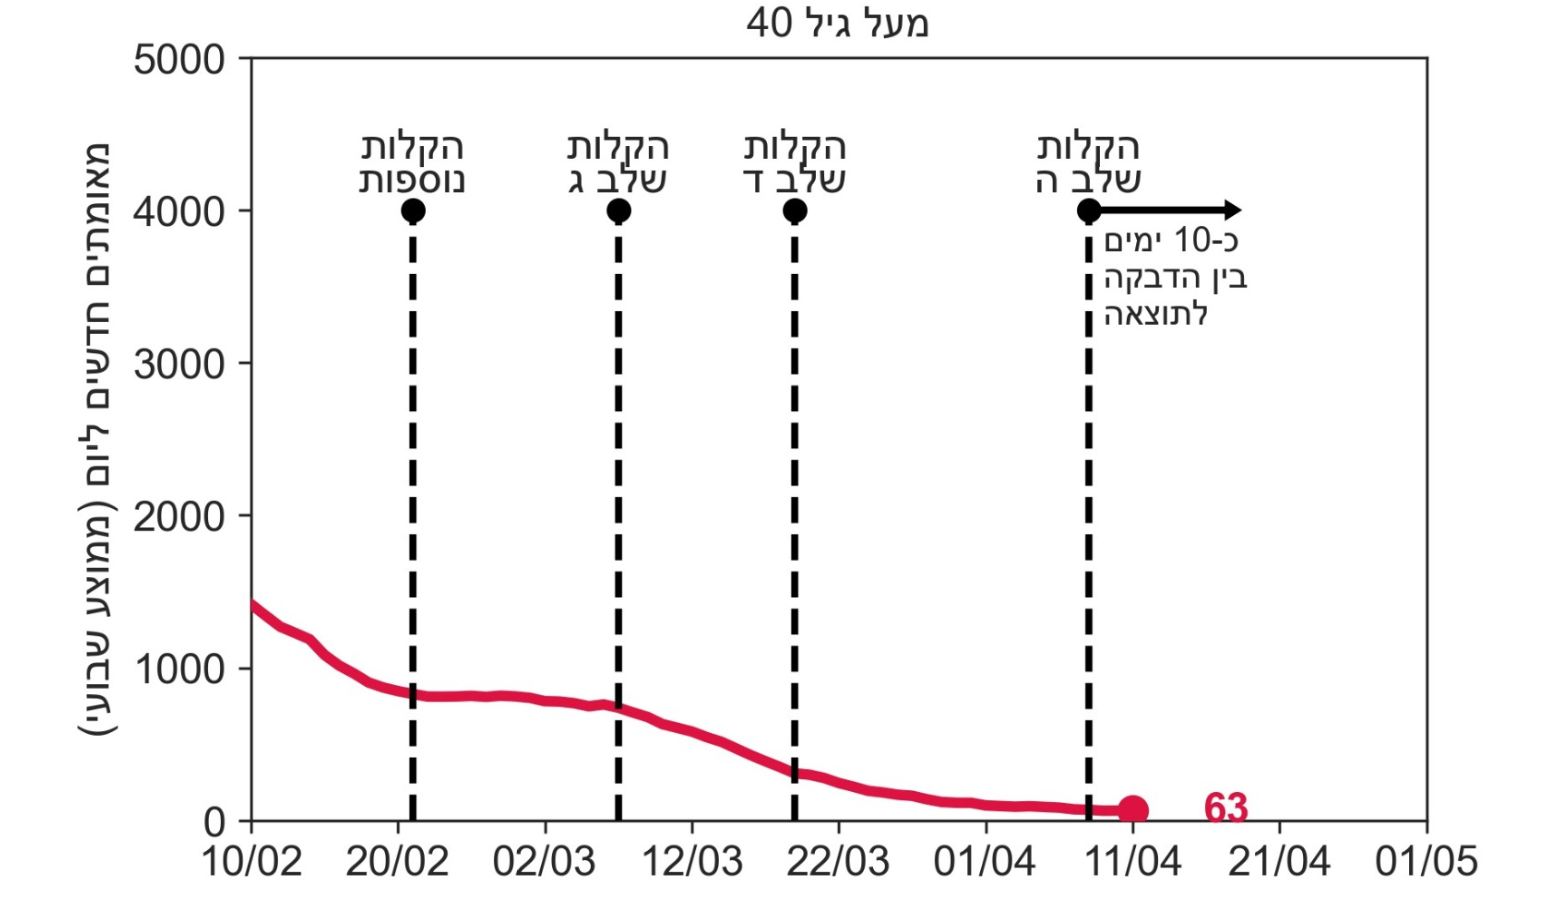 מעל גיל 40
מאומתים חדשים ליום (ממוצע שבועי)
5000
4000
3000
2000
1000
0
הקלות
נוספות
הקלות
שלב ג
הקלות
שלב ד
הקלות
שלב ה
כ-10 ימים
בין הדבקה
לתוצאה
63
10/02
20/02
02/03
12/03
22/03
01/04
11/04
21/04
01/05